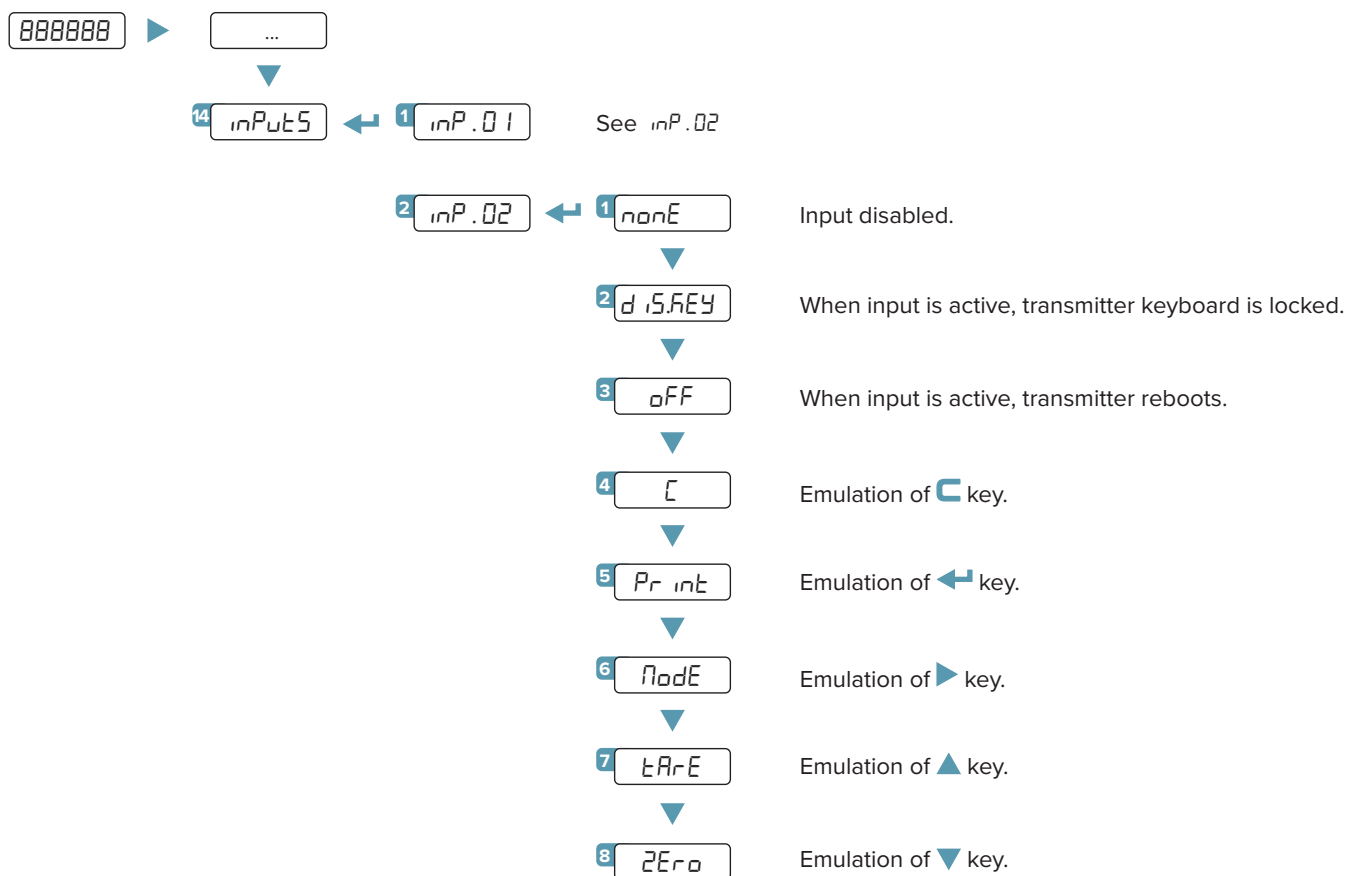 888888
...
14 inPutS 1 inP.01 See inP.02
2 inP.02 1 nonE Input disabled.
2 diS.KEY When input is active, transmitter keyboard is locked.
3 oFF When input is active, transmitter reboots.
4 C Emulation of C key.
5 Print Emulation of key.
6 ModE Emulation of key.
7 tArE Emulation of key.
8 ZEro Emulation of key.